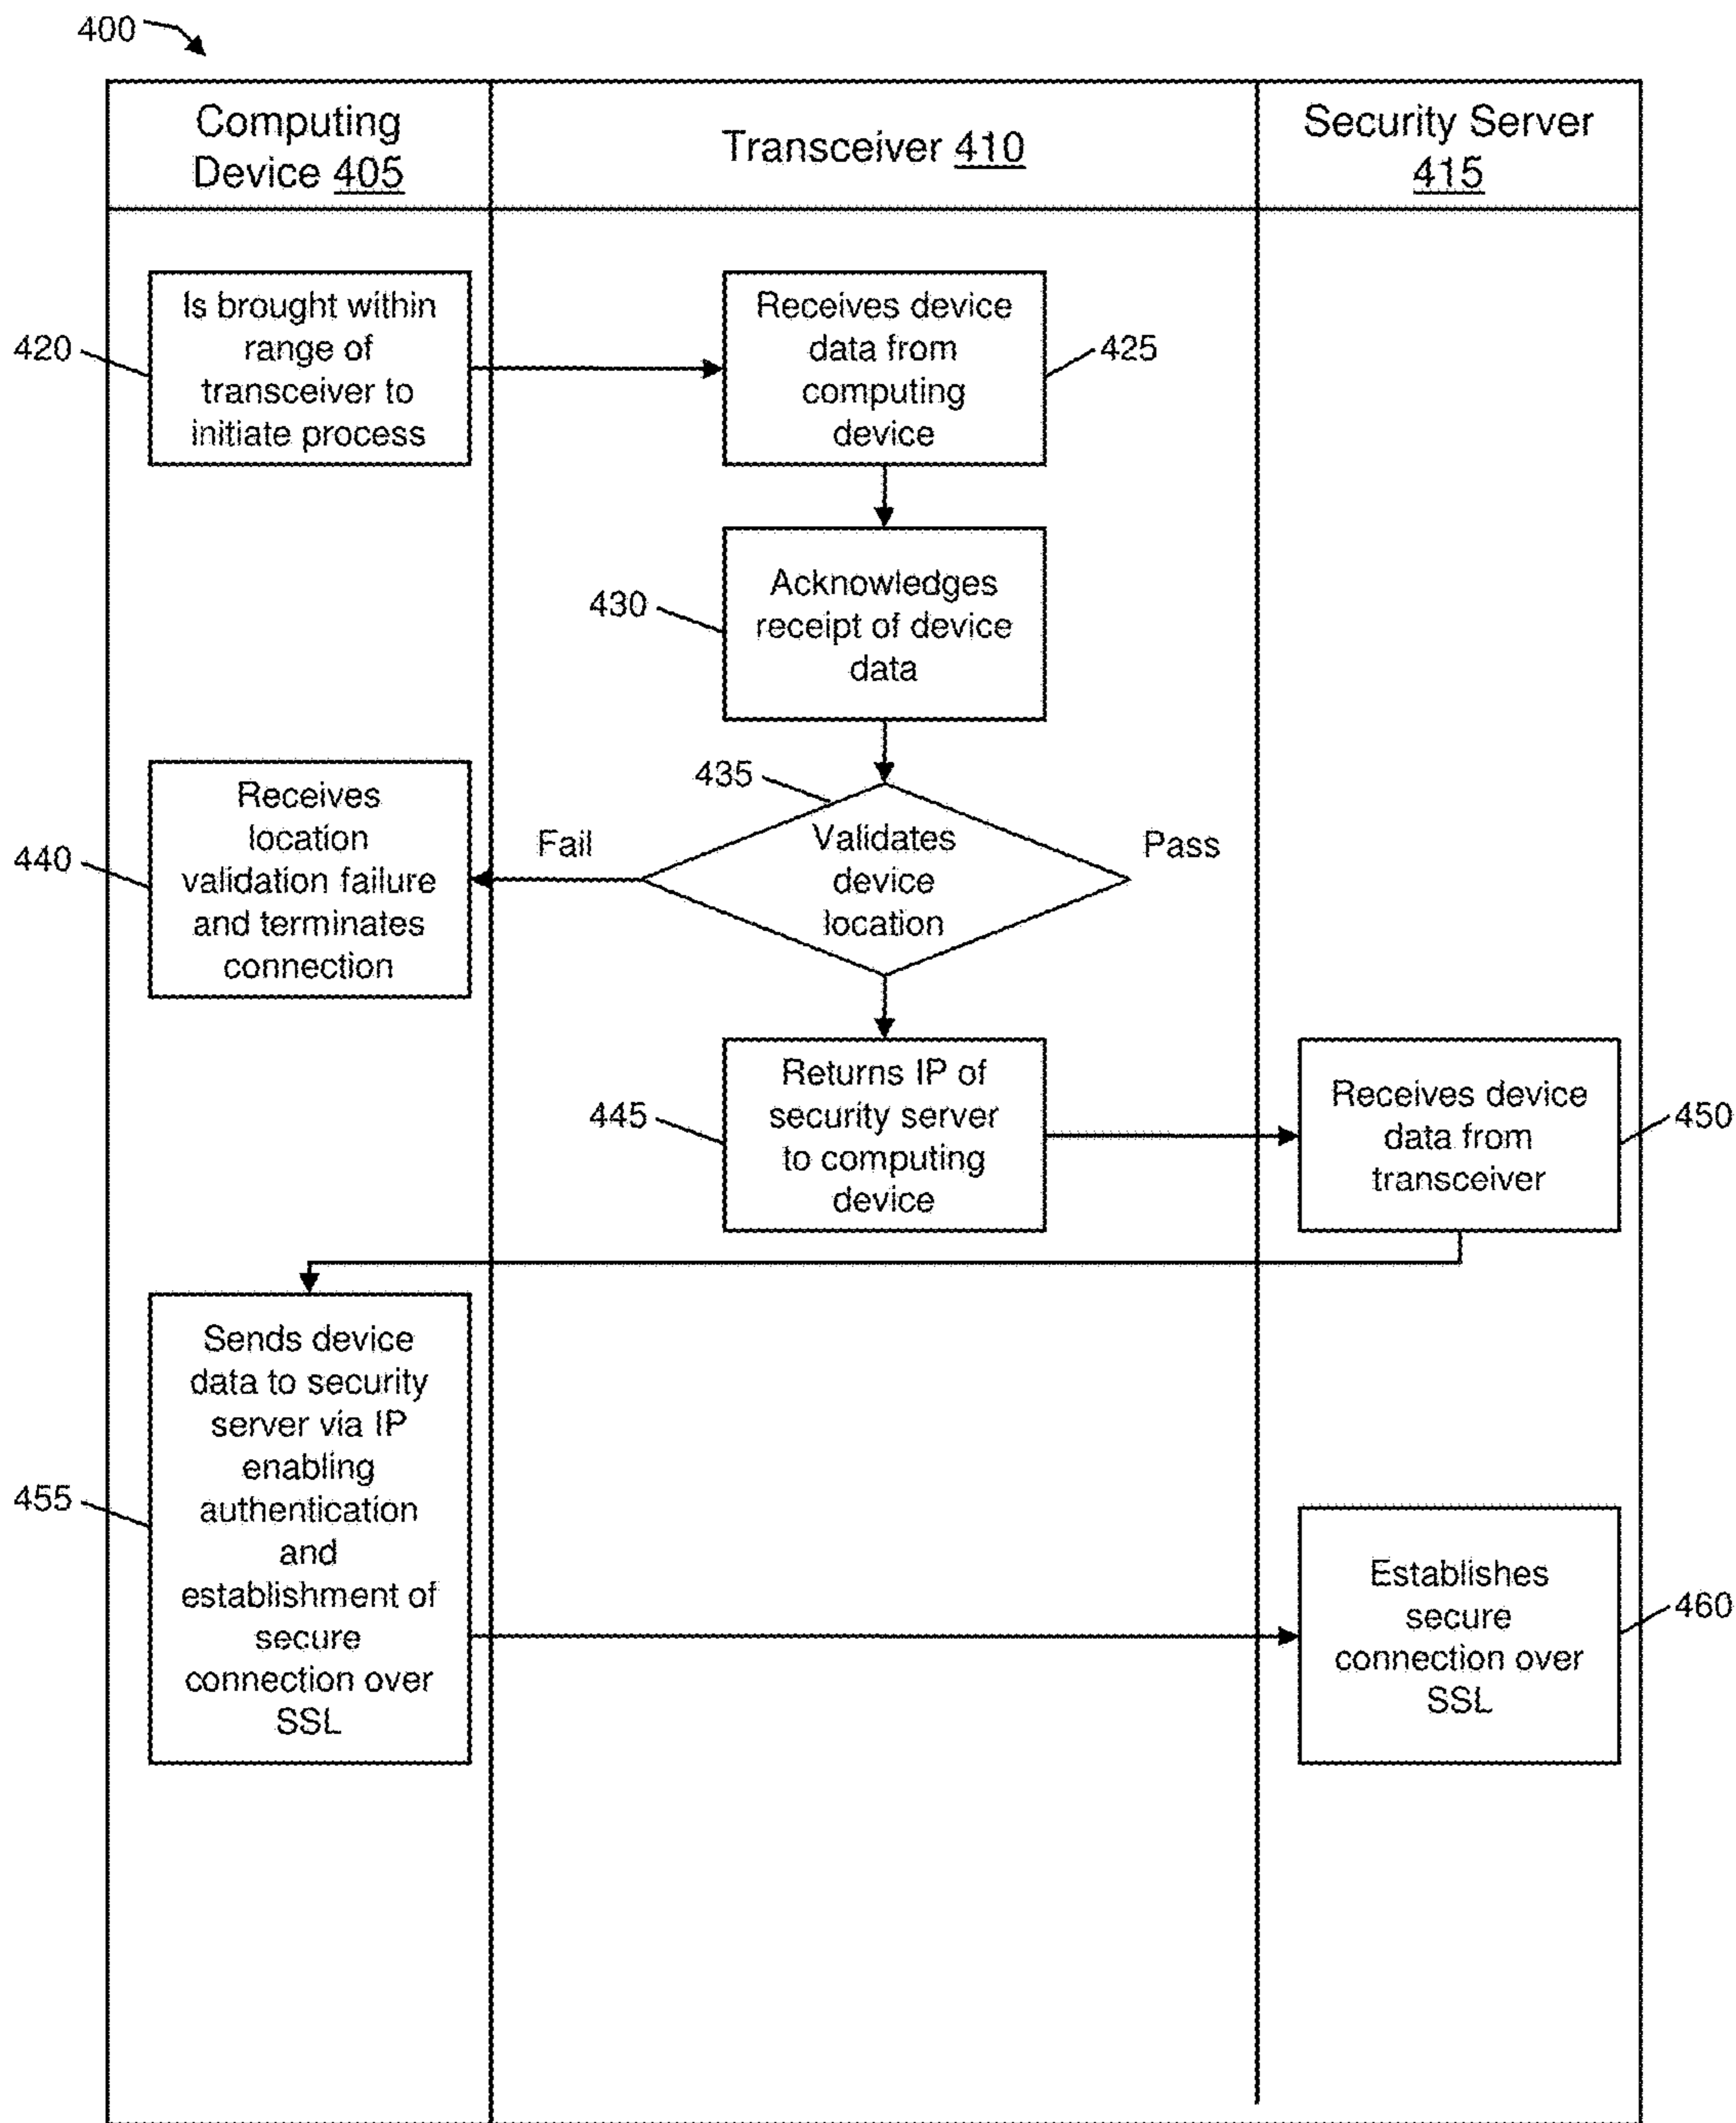 400
Computing
Device 405
Transceiver 410
Security Server
415
420
Is brought within
range of
transceiver to
initiate process
Receives device
data from
computing
device
425
430
Acknowledges
receipt of device
data
435
Validates
device
location
Fail
Pass
440
Receives
location
validation failure
and terminates
connection
445
Returns IP of
security server
to computing
device
Receives device
data from
transceiver
450
455
Sends device
data to security
server via IP
enabling
authentication
and
establishment of
secure
connection over
SSL
Establishes
secure
connection over
SSL
460